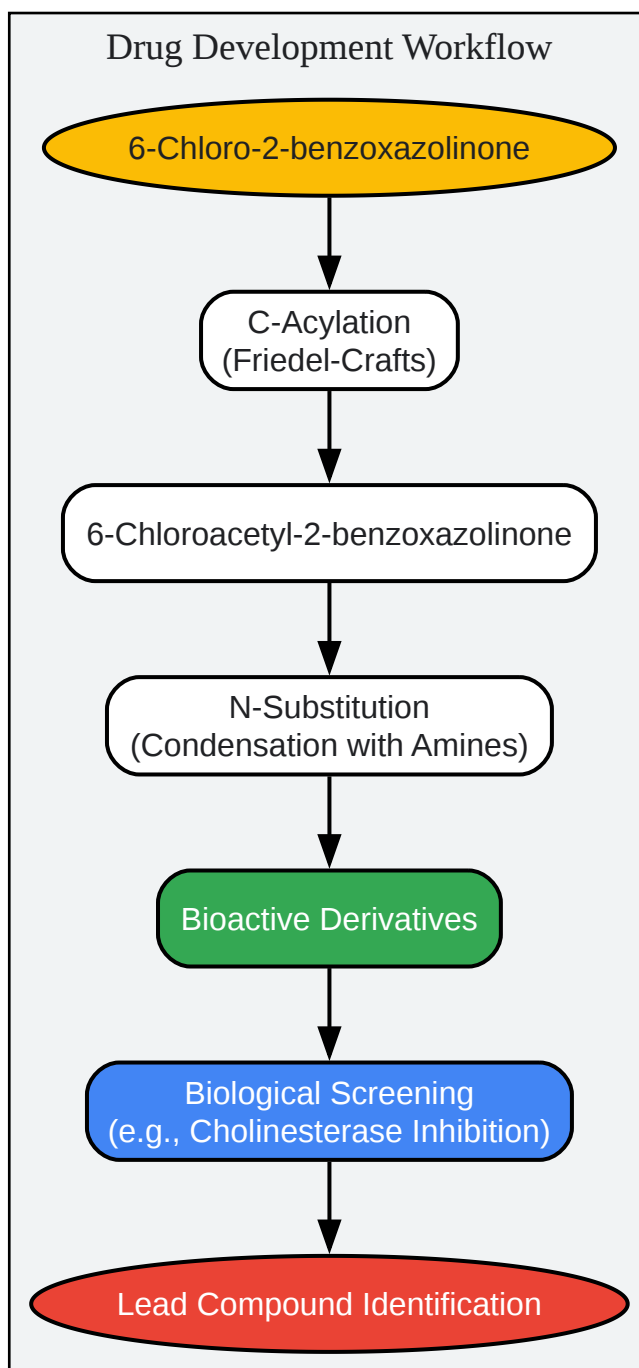 Drug Development Workflow
6-Chloro-2-benzoxazolinone
C-Acylation
(Friedel-Crafts)
6-Chloroacetyl-2-benzoxazolinone
N-Substitution
(Condensation with Amines)
Bioactive Derivatives
Biological Screening
(e.g., Cholinesterase Inhibition)
Lead Compound Identification